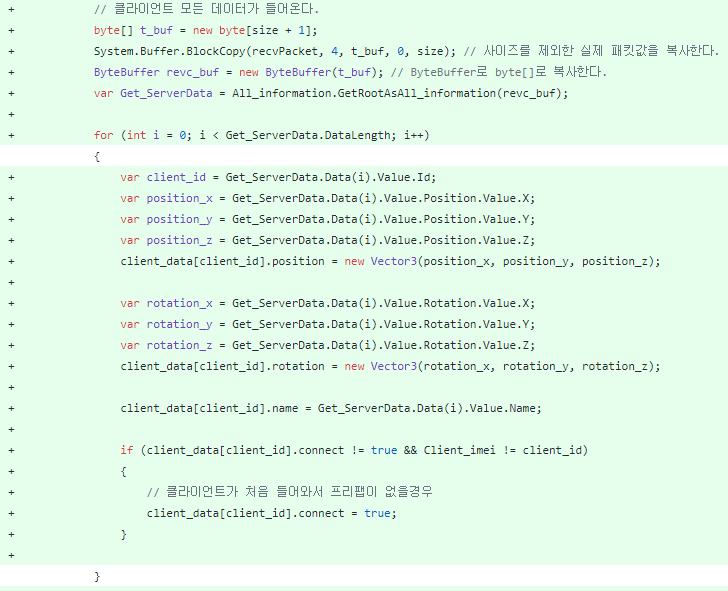 + // 클라이언트 모든 데이터가 들어온다.
+ byte[] t_buf = new byte[size + 1];
+ System.Buffer.BlockCopy(recvPacket, 4, t_buf, 0, size); // 사이즈를 제외한 실제 패킷값을 복사한다.
+ ByteBuffer revc_buf = new ByteBuffer(t_buf); // ByteBuffer로 byte[]로 복사한다.
+ var Get_ServerData = All_information.GetRootAsAll_information(revc_buf);
+
+ for (int i = 0; i < Get_ServerData.DataLength; i++)
{
+ var client_id = Get_ServerData.Data(i).Value.Id;
+ var position_x = Get_ServerData.Data(i).Value.Position.Value.X;
+ var position_y = Get_ServerData.Data(i).Value.Position.Value.Y;
+ var position_z = Get_ServerData.Data(i).Value.Position.Value.Z;
+ client_data[client_id].position = new Vector3(position_x, position_y, position_z);
+
+ var rotation_x = Get_ServerData.Data(i).Value.Rotation.Value.X;
+ var rotation_y = Get_ServerData.Data(i).Value.Rotation.Value.Y;
+ var rotation_z = Get_ServerData.Data(i).Value.Rotation.Value.Z;
+ client_data[client_id].rotation = new Vector3(rotation_x, rotation_y, rotation_z);
+
+ client_data[client_id].name = Get_ServerData.Data(i).Value.Name;
+
+ if (client_data[client_id].connect != true && Client_imei != client_id)
+ {
+ // 클라이언트가 처음 들어와서 프리팹이 없을경우
+ client_data[client_id].connect = true;
+ }
+
}